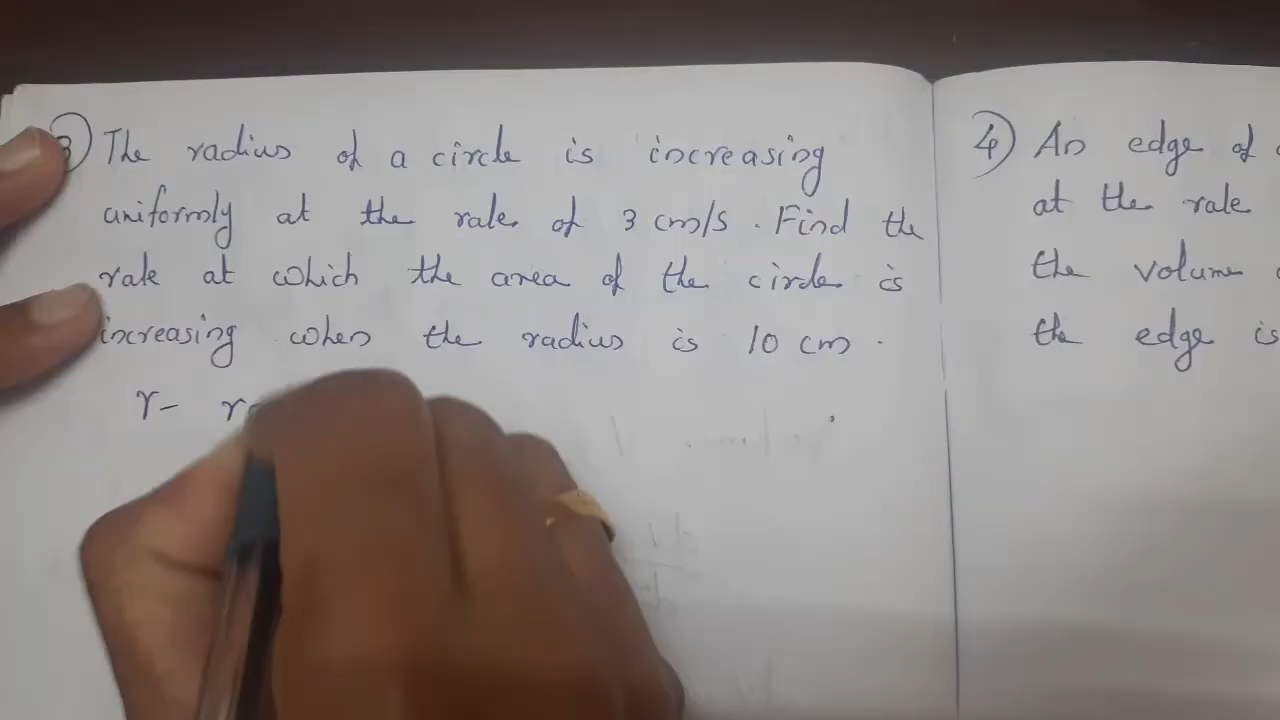 3) The radius of a circle is increasing
uniformly at the rate of 3 cm/s. Find the
rate at which the area of the circle is
increasing when the radius is 10 cm.
r-
4) An edge of
at the rate
the volume
the edge is